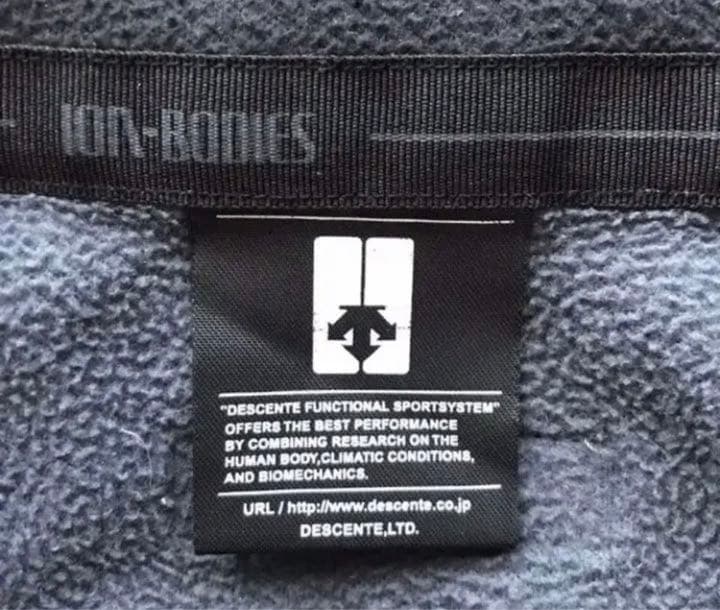 ION-BODIES
"DESCENTE FUNCTIONAL SPORTSYSTEM"
OFFERS THE BEST PERFORMANCE
BY COMBINING RESEARCH ON THE
HUMAN BODY,CLIMATIC CONDITIONS,
AND BIOMECHANICS.
URL / http://www.descente.co.jp
DESCENTE,LTD.